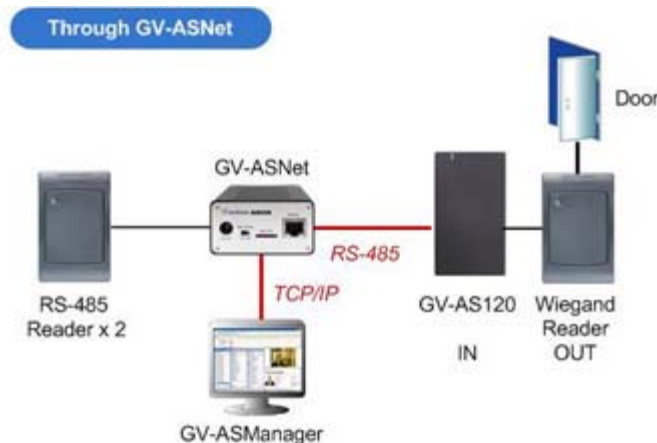 Through GV-ASNet
Door
GV-ASNet
RS-485
TCP/IP
RS-485
Reader x 2
GV-AS120
IN
Wiegand
Reader
OUT
GV-ASManager